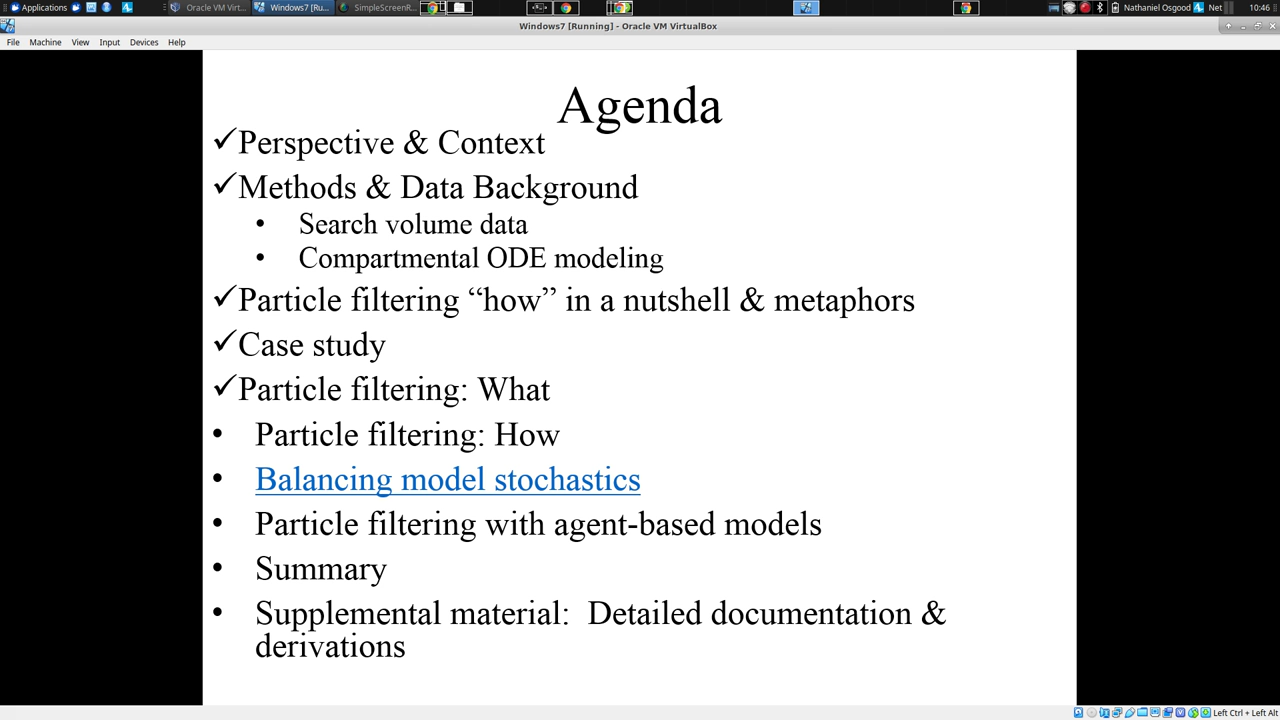 Applications
Oracle VM Virt...
Windows7 [Ru...
SimpleScreenR...
Nathaniel Osgood
Net
10:46
Windows7 [Running] - Oracle VM VirtualBox
File Machine View Input Devices Help
Agenda
✓Perspective & Context
✓Methods & Data Background
• Search volume data
• Compartmental ODE modeling
✓Particle filtering “how” in a nutshell & metaphors
✓Case study
✓Particle filtering: What
• Particle filtering: How
• Balancing model stochastics
• Particle filtering with agent-based models
• Summary
• Supplemental material:  Detailed documentation &
derivations
Left Ctrl + Left Alt